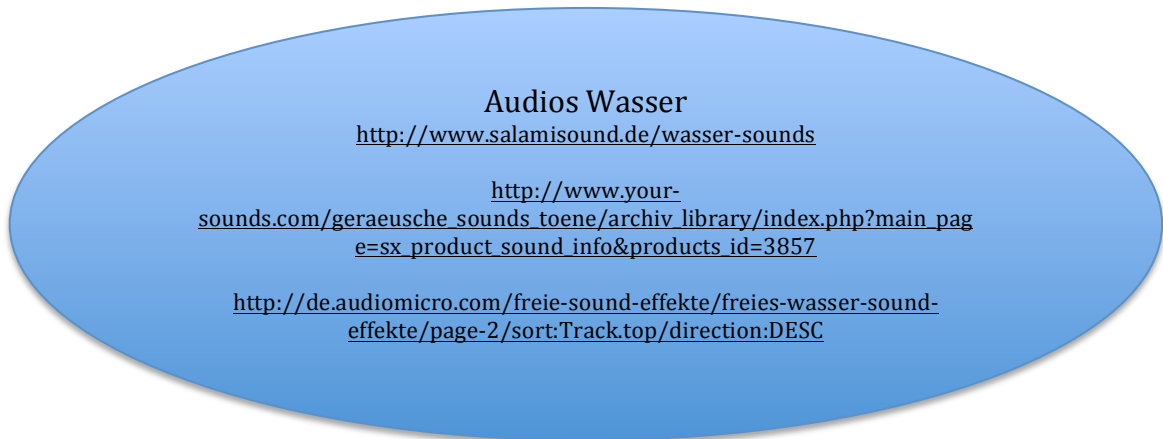 Audios Wasser
http://www.salamisound.de/wasser-sounds
http://www.your-
sounds.com/geraeusche_sounds_toene/archiv_library/index.php?main_pag
e=sx_product_sound_info&products_id=3857
http://de.audiomicro.com/freie-sound-effekte/freies-wasser-sound-
effekte/page-2/sort:Track.top/direction:DESC